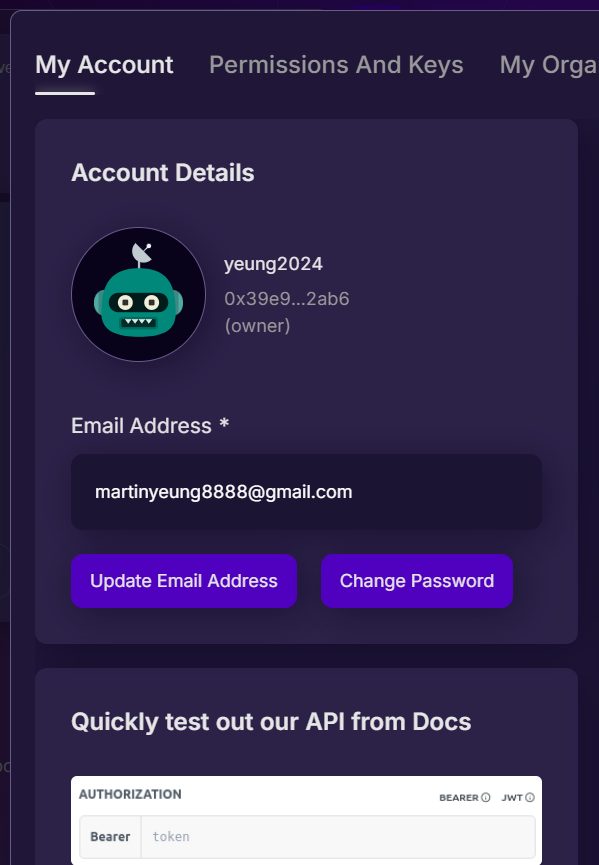 My Account Permissions And Keys My Orga
Account Details
yeung2024
0x39e9...2ab6
(owner)
Email Address *
martinyeung8888@gmail.com
Update Email Address Change Password
Quickly test out our API from Docs
AUTHORIZATION BEARER JWT
Bearer token